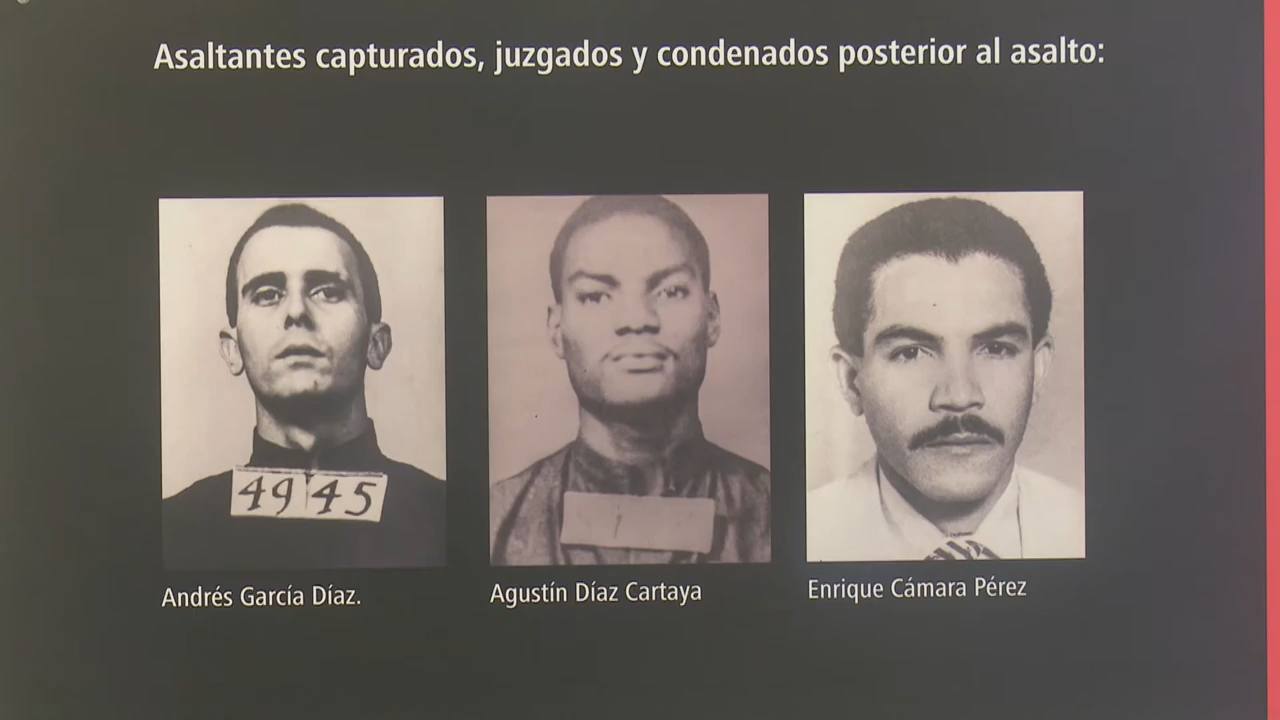 Asaltantes capturados, juzgados y condenados posterior al asalto:
49 45
Andrés García Díaz.
Agustín Díaz Cartaya
Enrique Cámara Pérez